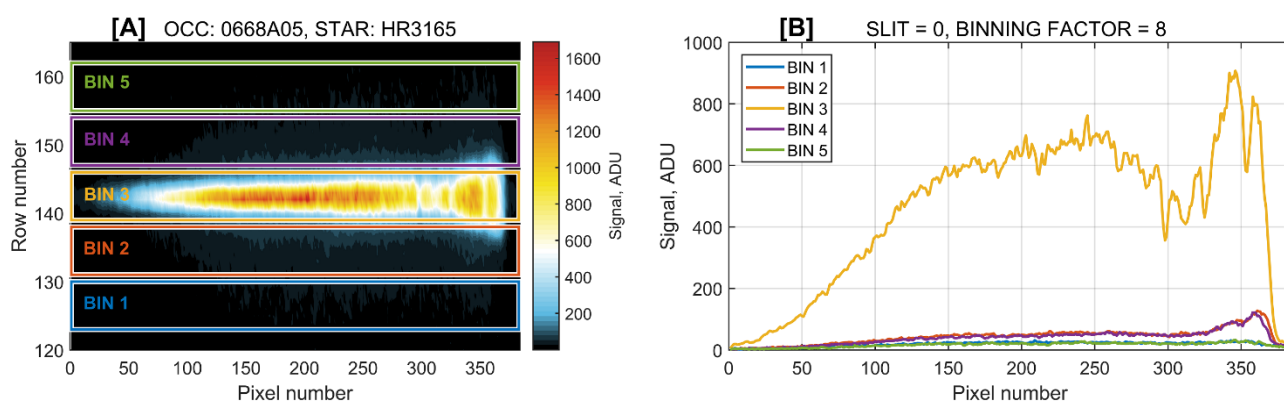 [A] OCC: 0668A05, STAR: HR3165
Row number
160
150
140
130
120
BIN 5
BIN 4
BIN 3
BIN 2
BIN 1
0 50 100 150 200 250 300 350
Pixel number
1600
1400
1200
1000
800
600
400
200
Signal, ADU
[B] SLIT = 0, BINNING FACTOR = 8
Signal, ADU
1000
800
600
400
200
0
BIN 1
BIN 2
BIN 3
BIN 4
BIN 5
0 50 100 150 200 250 300 350
Pixel number